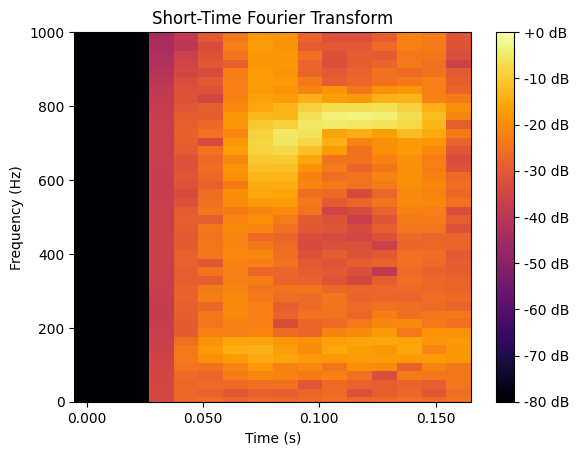 Short-Time Fourier Transform
1000
800
600
400
200
0
Frequency (Hz)
0.000
0.050
0.100
0.150
Time (s)
+0 dB
-10 dB
-20 dB
-30 dB
-40 dB
-50 dB
-60 dB
-70 dB
-80 dB